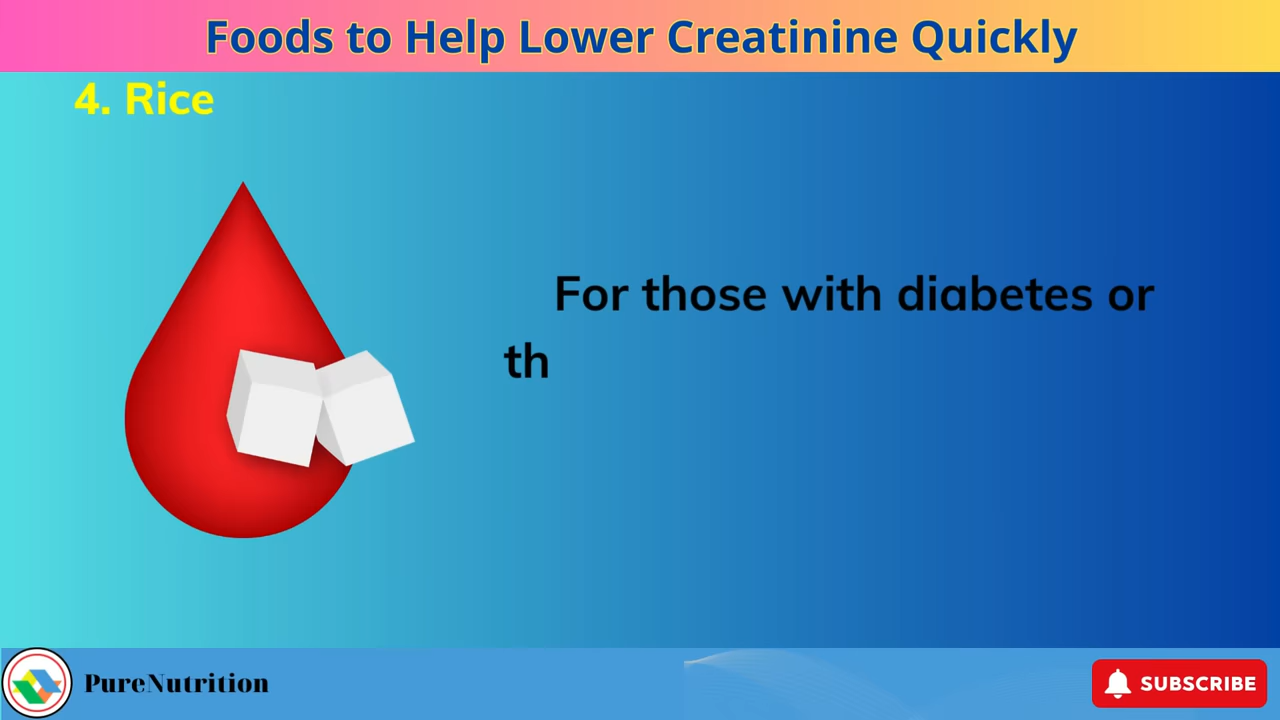 Foods to Help Lower Creatinine Quickly
4. Rice
For those with diabetes or
th
PureNutrition
SUBSCRIBE